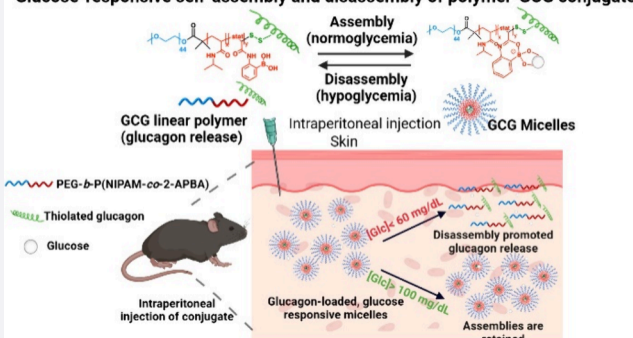 Glucose responsive self-assembly and disassembly of polymer-GCG conjugate
Assembly
(normoglycemia)
Disassembly
(hypoglycemia)
GCG linear polymer
(glucagon release)
Intraperitoneal injection
Skin
GCG Micelles
PEG-b-P(NIPAM-co-2-APBA)
Thiolated glucagon
Glucose
Intraperitoneal
injection of conjugate
[Glc]< 60 mg/dL
Disassembly promoted
glucagon release
[Glc]> 100 mg/dL
Glucagon-loaded, glucose
responsive micelles
Assemblies are
retained